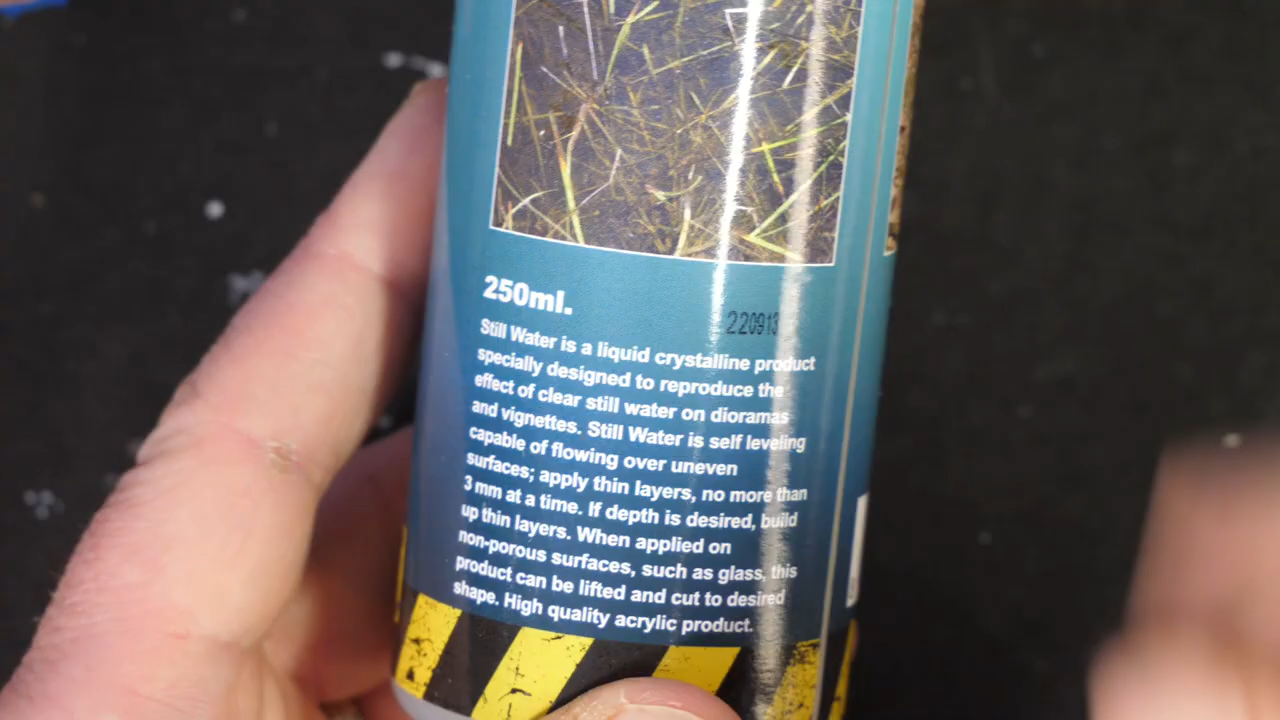 250ml.
220913
Still Water is a liquid crystalline product
specially designed to reproduce the
effect of clear still water on dioramas
and vignettes. Still Water is self leveling
capable of flowing over uneven
surfaces; apply thin layers, no more than
3 mm at a time. If depth is desired, build
up thin layers. When applied on
non-porous surfaces, such as glass, this
product can be lifted and cut to desired
shape. High quality acrylic product.